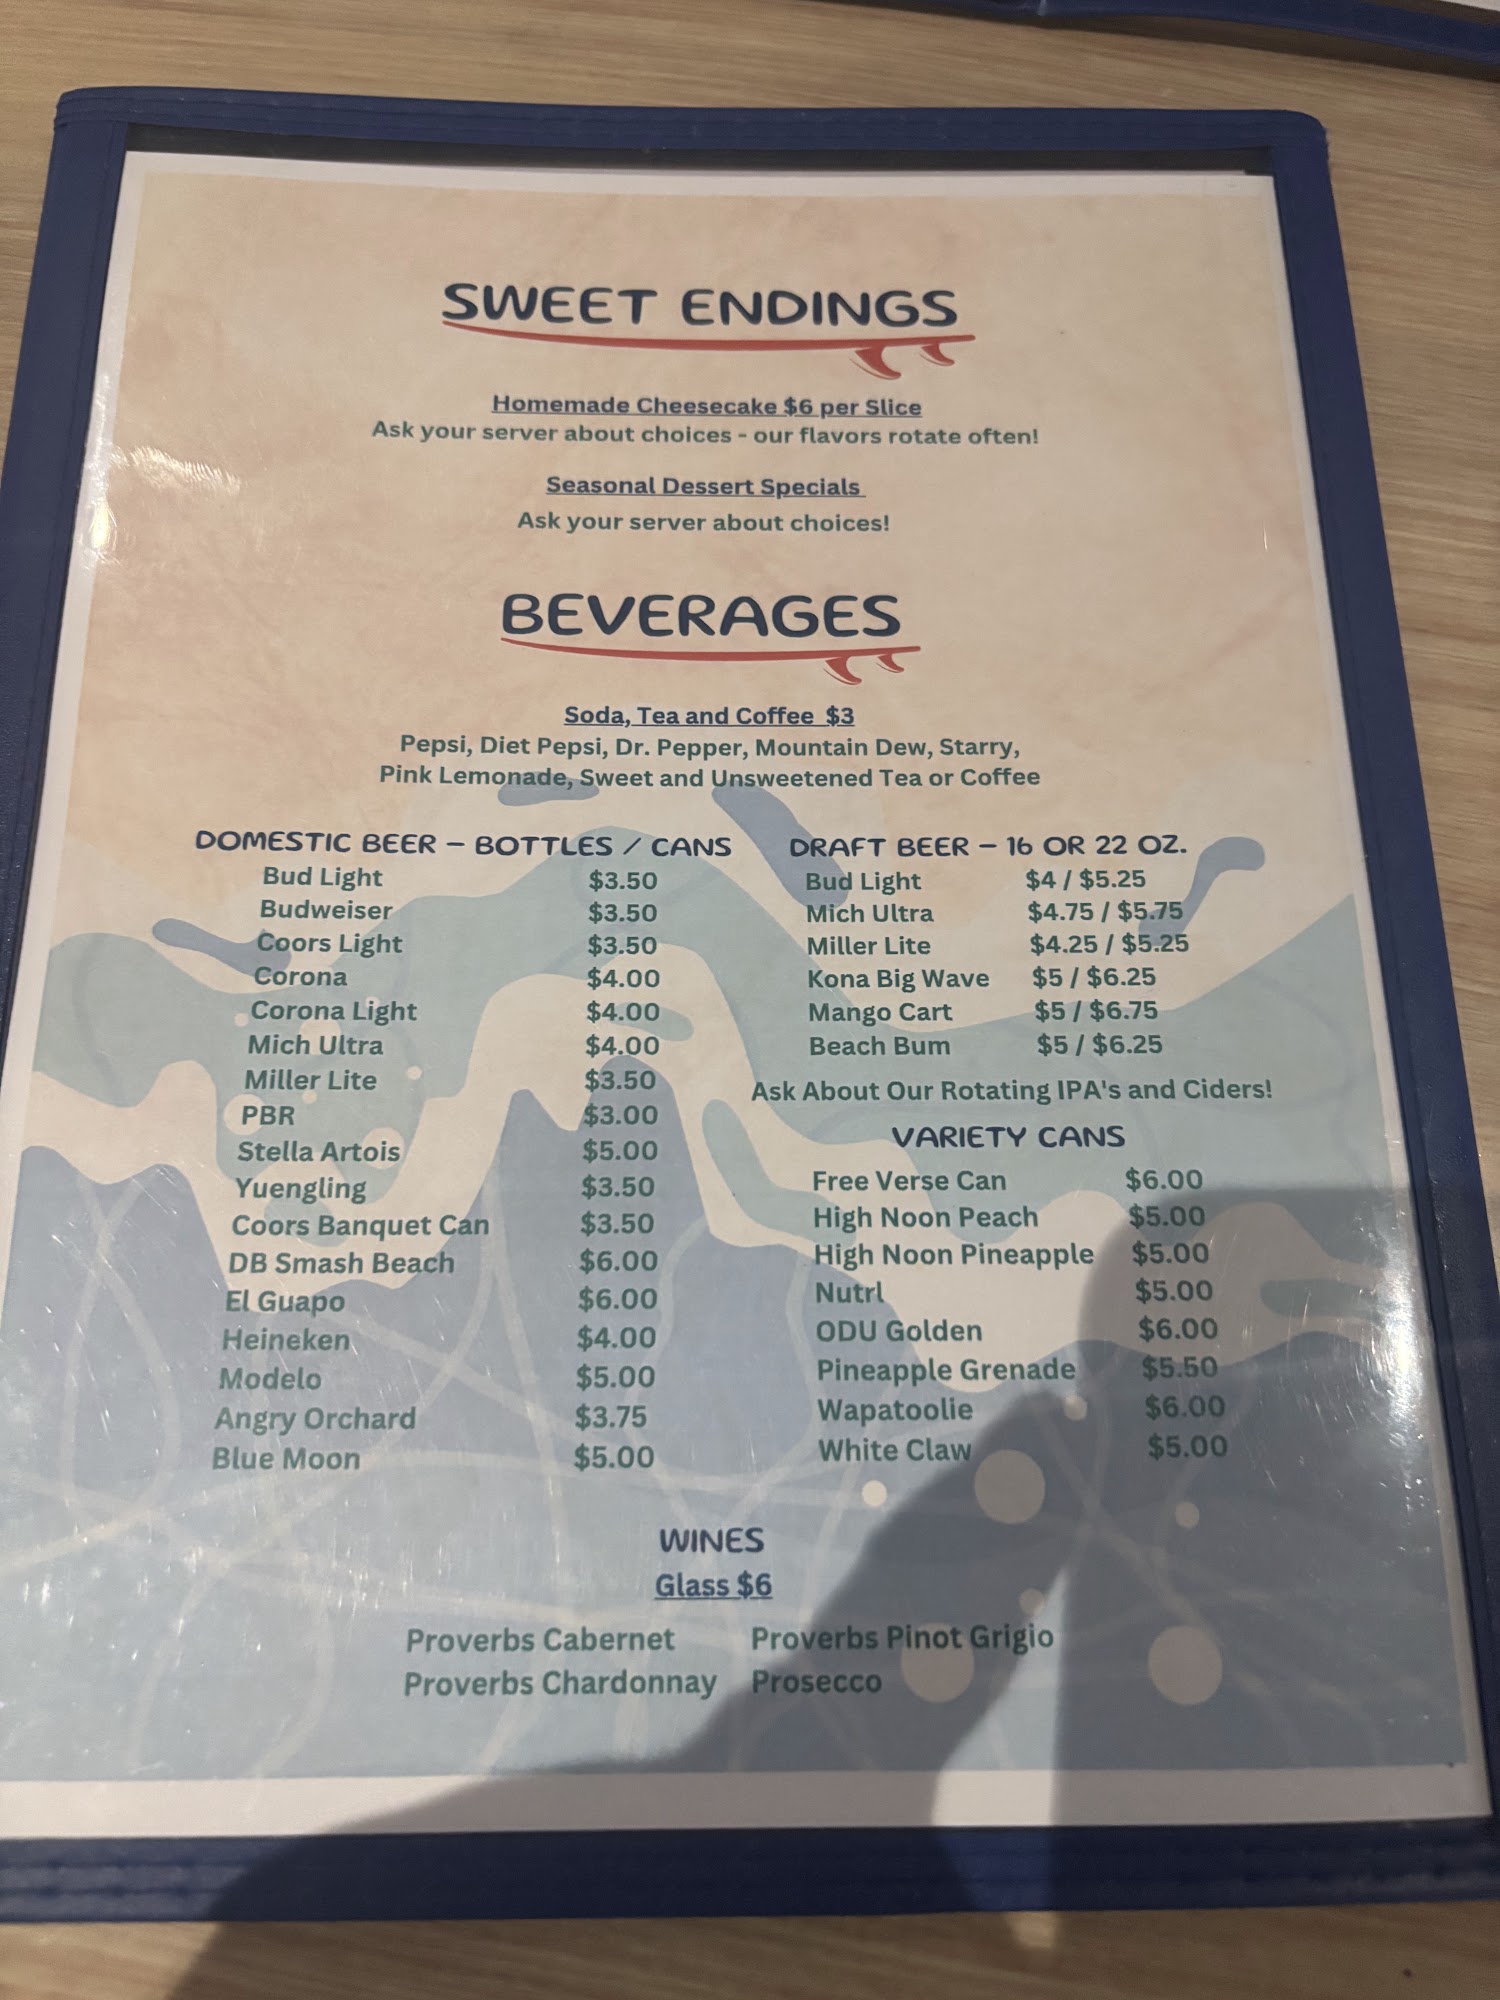 SWEET ENDINGS
Homemade Cheesecake $6 per Slice
Ask your server about choices - our flavors rotate often!
Seasonal Dessert Specials
Ask your server about choices!
BEVERAGES
Soda, Tea and Coffee $3
Pepsi, Diet Pepsi, Dr. Pepper, Mountain Dew, Starry,
Pink Lemonade, Sweet and Unsweetened Tea or Coffee
DOMESTIC BEER – BOTTLES / CANS
Bud Light $3.50
Budweiser $3.50
Coors Light $3.50
Corona $4.00
Corona Light $4.00
Mich Ultra $4.00
Miller Lite $3.50
PBR $3.00
Stella Artois $5.00
Yuengling $3.50
Coors Banquet Can $3.50
DB Smash Beach $6.00
El Guapo $6.00
Heineken $4.00
Modelo $5.00
Angry Orchard $3.75
Blue Moon $5.00
DRAFT BEER – 16 OR 22 OZ.
Bud Light $4 / $5.25
Mich Ultra $4.75 / $5.75
Miller Lite $4.25 / $5.25
Kona Big Wave $5 / $6.25
Mango Cart $5 / $6.75
Beach Bum $5 / $6.25
Ask About Our Rotating IPA's and Ciders!
VARIETY CANS
Free Verse Can $6.00
High Noon Peach $5.00
High Noon Pineapple $5.00
Nutrl $5.00
ODU Golden $6.00
Pineapple Grenade $5.50
Wapatoolie $6.00
White Claw $5.00
WINES
Glass $6
Proverbs Cabernet Proverbs Pinot Grigio
Proverbs Chardonnay Prosecco